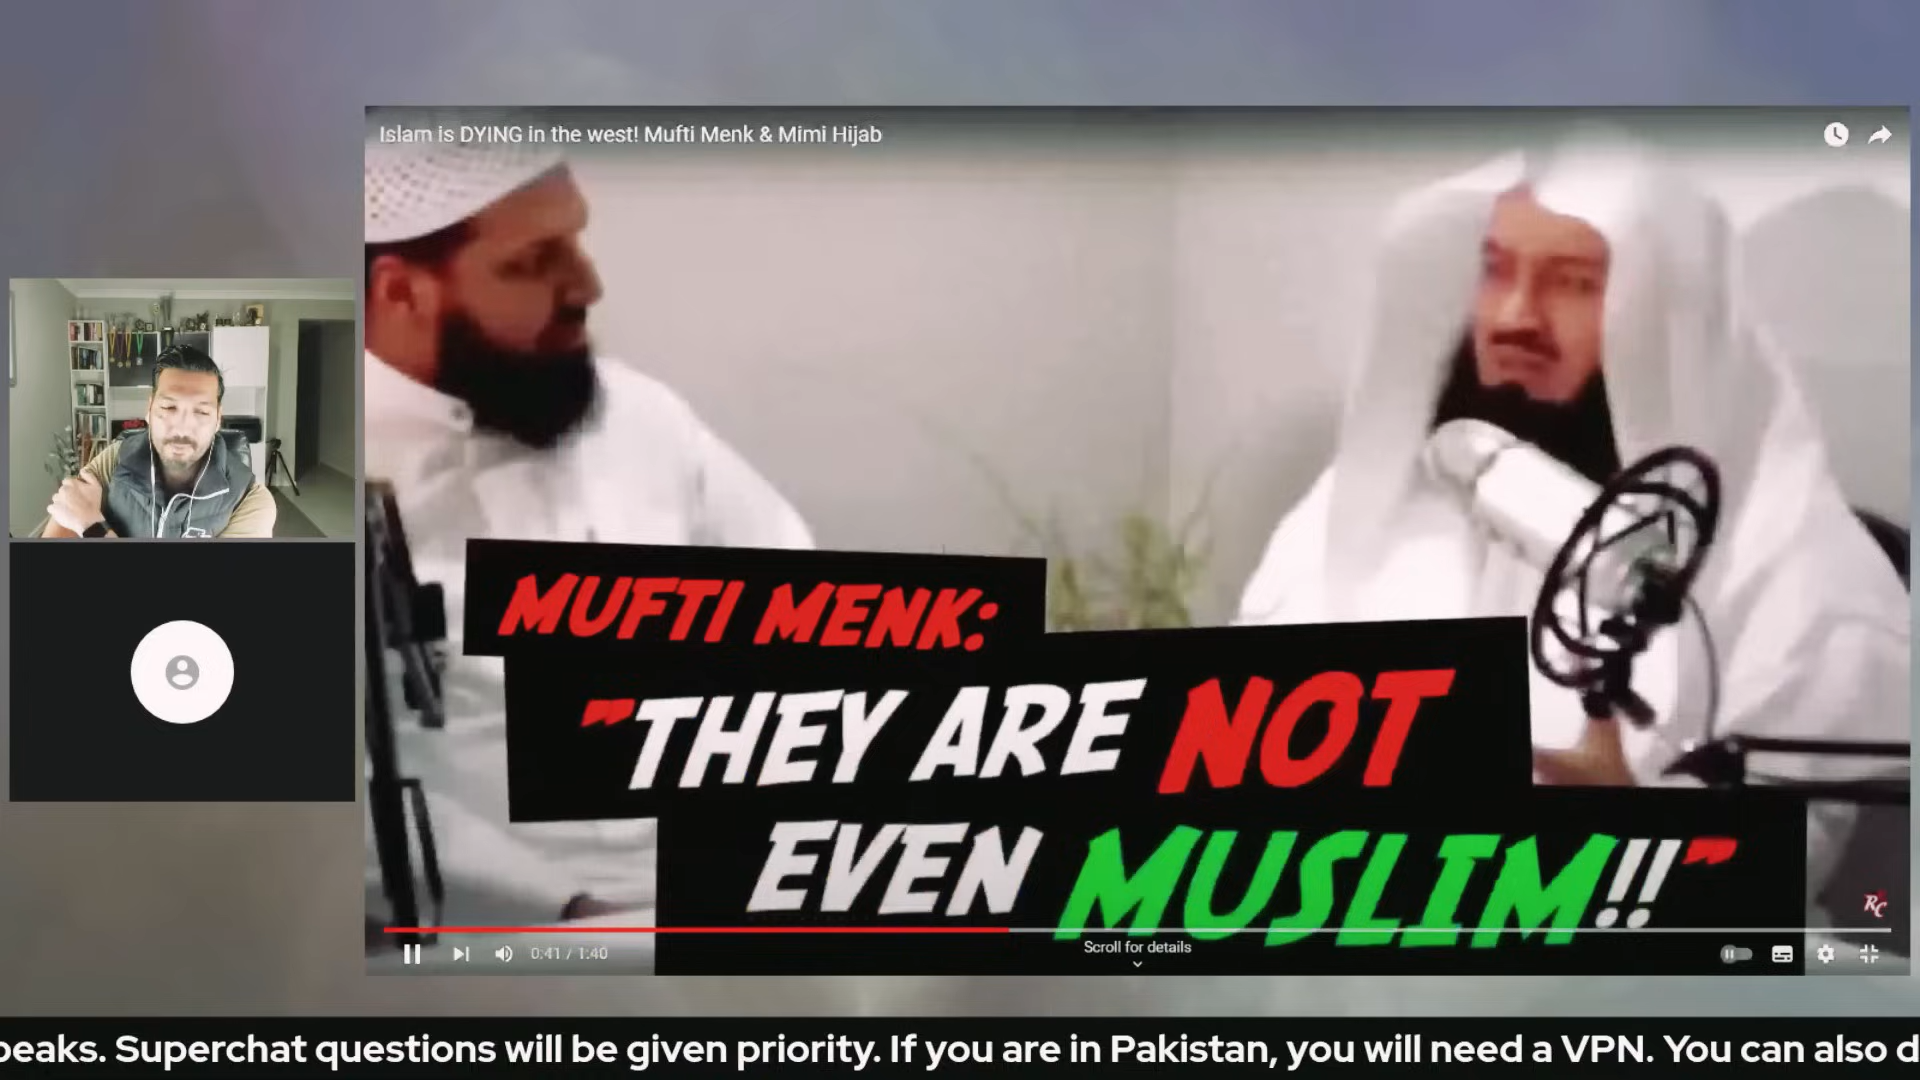 Islam is DYING in the west! Mufti Menk & Mimi Hijab
MUFTI MENK:
"THEY ARE NOT
EVEN MUSLIM!!"
RC
Scroll for details
0:41 / 1:40
peaks. Superchat questions will be given priority. If you are in Pakistan, you will need a VPN. You can also d